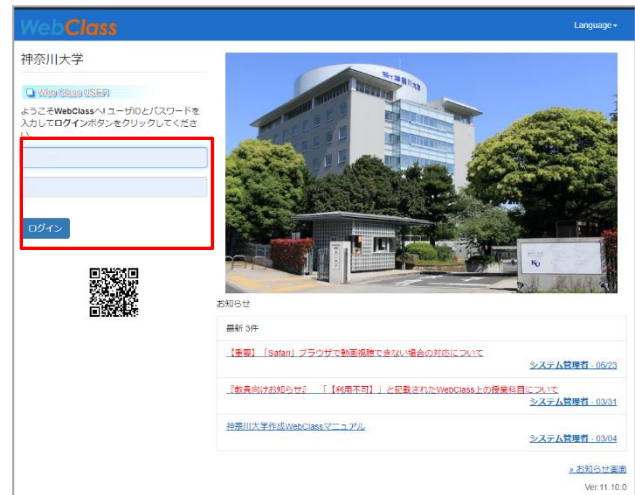 WebClass
Language
神奈川大学
Web Class USER
ようこそWebClassへ! ユーザIDとパスワードを
入力してログインボタンをクリックしてくださ
い。
ログイン
お知らせ
最新 3件
【重要】「Safari」ブラウザで動画視聴できない場合の対応について
システム管理者 - 06/23
『教員向けお知らせ』 「【利用不可】」と記載されたWebClass上の授業科目について
システム管理者 - 03/31
神奈川大学作成WebClassマニュアル
システム管理者 - 03/04
» お知らせ画面
Ver.11.10.0